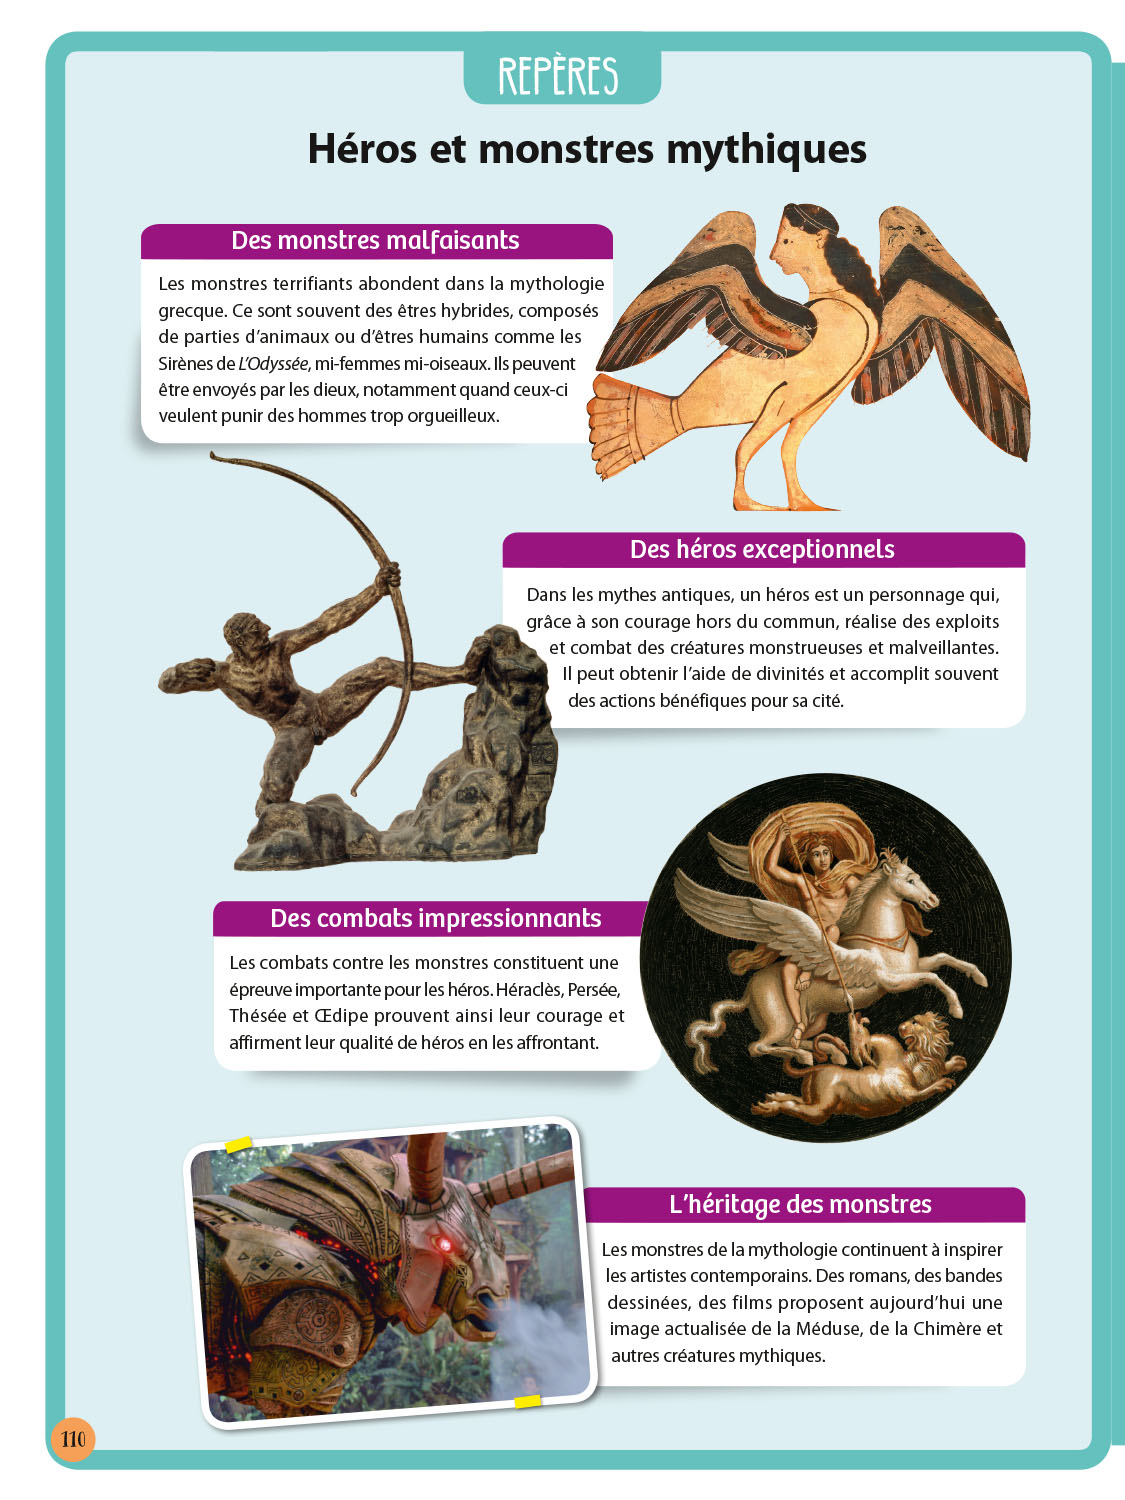 REPÈRES
Héros et monstres mythiques
Des monstres malfaisants
Les monstres terrifiants abondent dans la mythologie
grecque. Ce sont souvent des êtres hybrides, composés
de parties d’animaux ou d’êtres humains comme les
Sirènes de L’Odyssée, mi-femmes mi-oiseaux. Ils peuvent
être envoyés par les dieux, notamment quand ceux-ci
veulent punir des hommes trop orgueilleux.
Des héros exceptionnels
Dans les mythes antiques, un héros est un personnage qui,
grâce à son courage hors du commun, réalise des exploits
et combat des créatures monstrueuses et malveillantes.
Il peut obtenir l’aide de divinités et accomplit souvent
des actions bénéfiques pour sa cité.
Des combats impressionnants
Les combats contre les monstres constituent une
épreuve importante pour les héros. Héraclès, Persée,
Thésée et Œdipe prouvent ainsi leur courage et
affirment leur qualité de héros en les affrontant.
L’héritage des monstres
Les monstres de la mythologie continuent à inspirer
les artistes contemporains. Des romans, des bandes
dessinées, des films proposent aujourd’hui une
image actualisée de la Méduse, de la Chimère et
autres créatures mythiques.
110